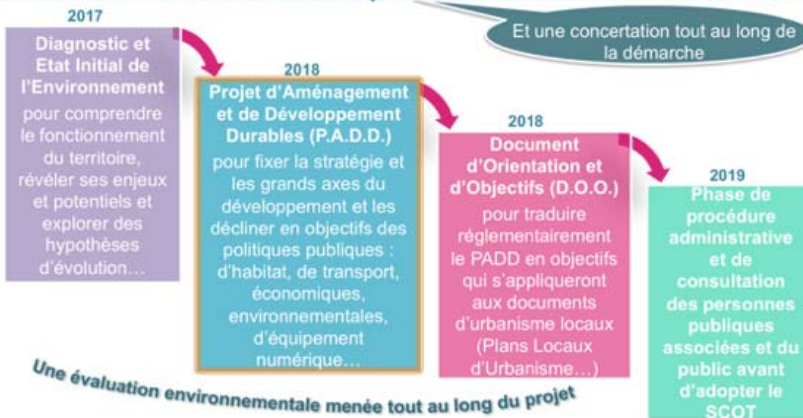 Et une concertation tout au long de
la démarche
2017
Diagnostic et
Etat Initial de
l'Environnement
pour comprendre
le fonctionnement
du territoire,
révéler ses enjeux
et potentiels et
explorer des
hypothèses
d'évolution…
2018
Projet d'Aménagement
et de Développement
Durables (P.A.D.D.)
pour fixer la stratégie et
les grands axes du
développement et les
décliner en objectifs des
politiques publiques :
d'habitat, de transport,
économiques,
environnementales,
d'équipement
numérique…
2018
Document
d'Orientation et
d'Objectifs (D.O.O.)
pour traduire
réglementairement
le PADD en objectifs
qui s'appliqueront
aux documents
d'urbanisme locaux
(Plans Locaux
d'Urbanisme…)
2019
Phase de
procédure
administrative
et de
consultation
des personnes
publiques
associées et du
public avant
d'adopter le
SCOT
Une évaluation environnementale menée tout au long du projet